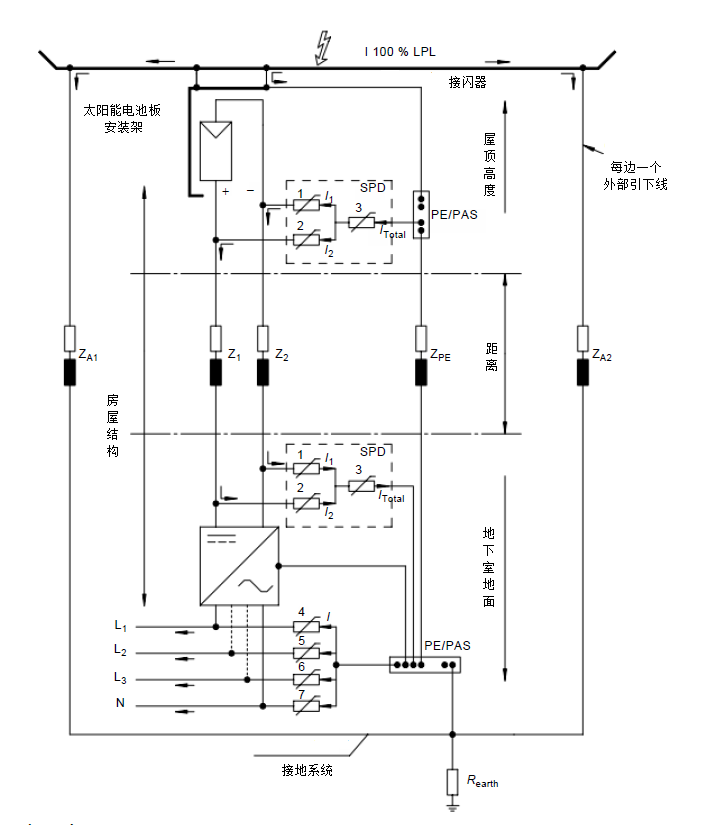 I 100 % LPL
接闪器
太阳能电池板
安装架
屋顶高度
每边一个
外部引下线
+
−
SPD
1
I1
2
I2
3
ITotal
PE/PAS
ZA1
Z1
Z2
ZPE
ZA2
距离
房屋结构
SPD
1
I1
2
I2
3
ITotal
地下室地面
L1
L2
L3
N
4
I
5
6
7
PE/PAS
接地系统
Rearth